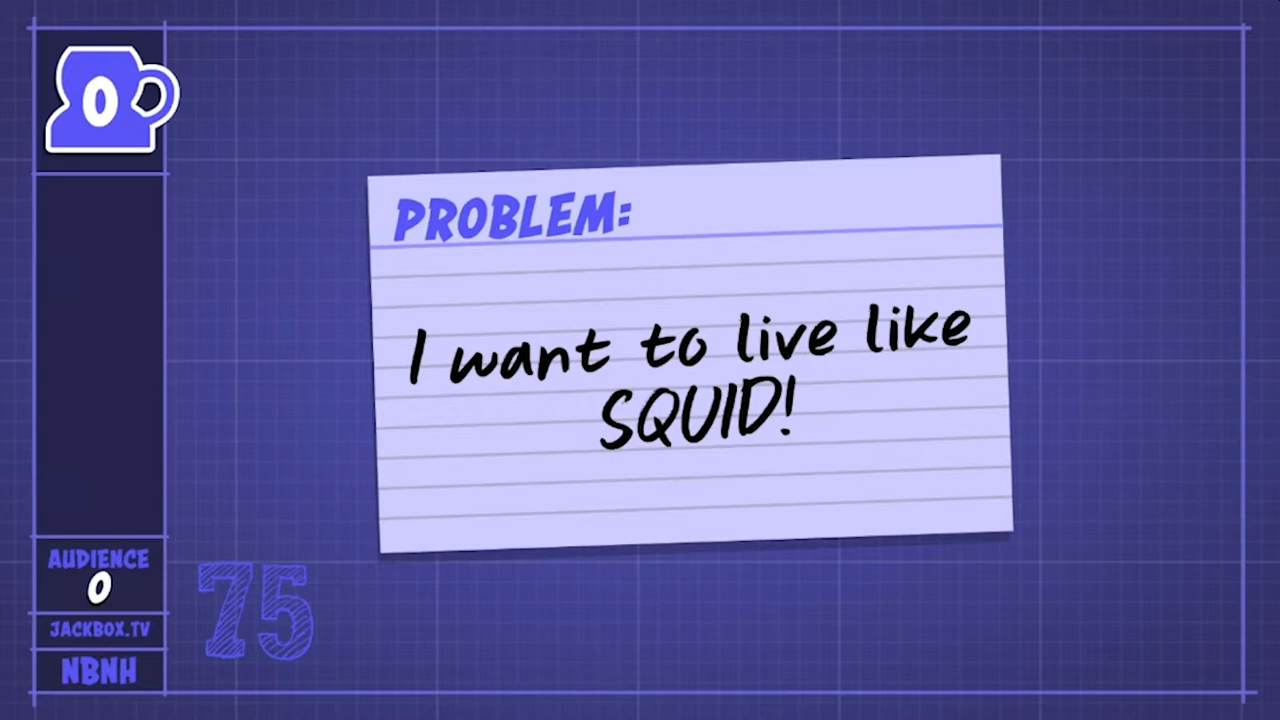 0
PROBLEM:
I want to live like
SQUID!
AUDIENCE
0
JACKBOX.TV
NBNH
75